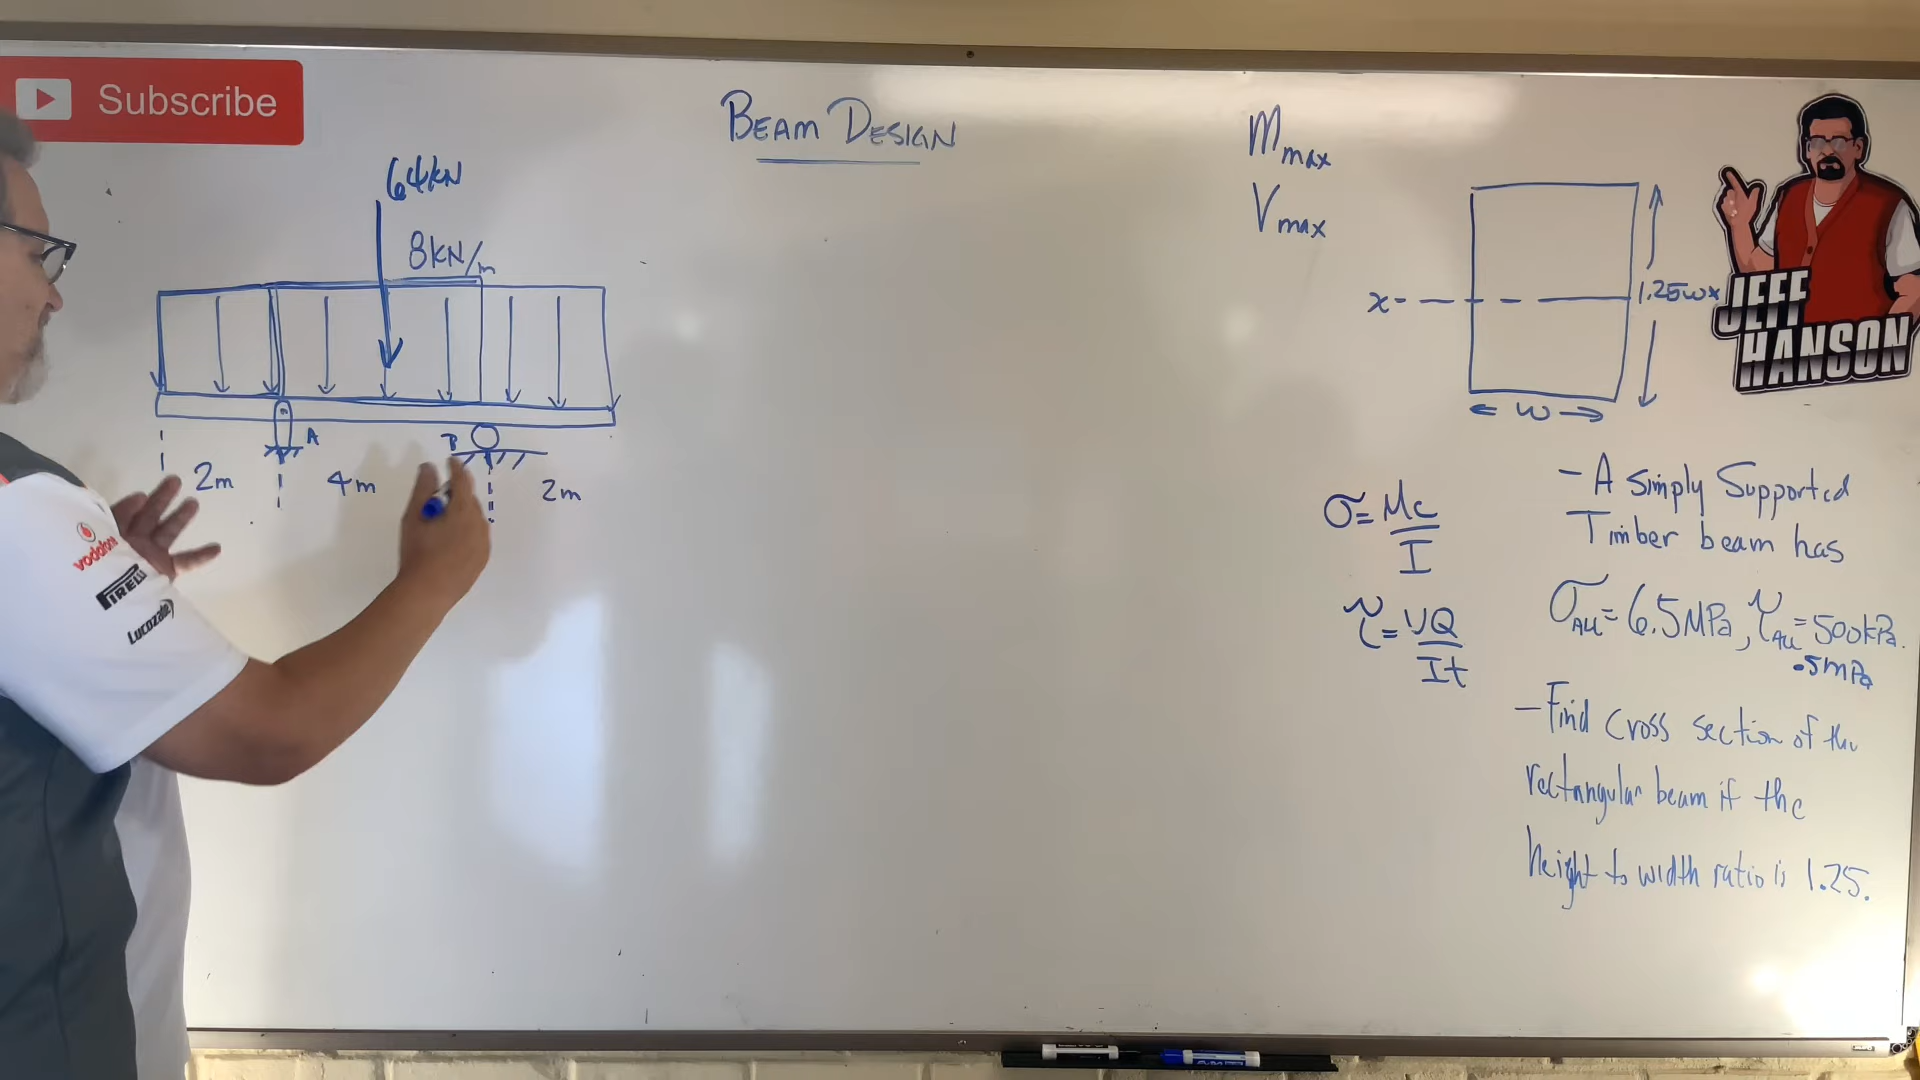 Subscribe
BEAM DESIGN
64kN
8kN/m
A
B
2m
4m
2m
Mmax
Vmax
x
1.25w x
w
σ=Mc/I
τ=VQ/It
- A Simply Supported
Timber beam has
σALL=6.5MPa, τALL=500kPa.
.5mPa
- Find cross section of the
rectangular beam if the
height to width ratio is 1.25.
JEFF
HANSON
vodafone
PIRELLI
Lucozade